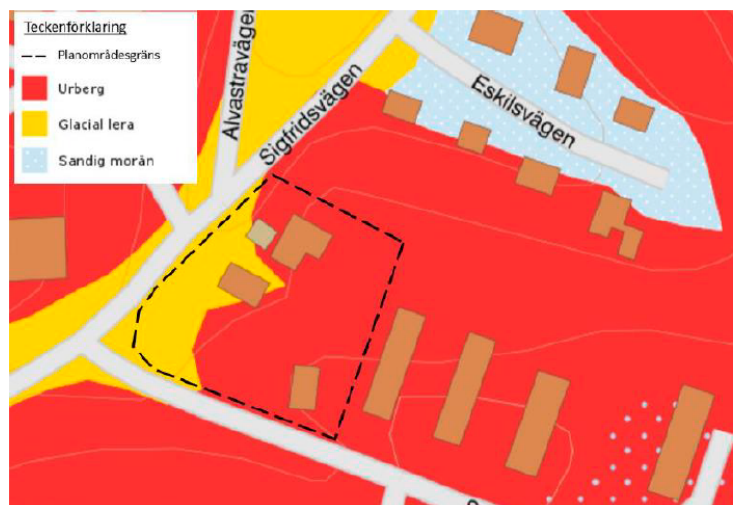 Teckenförklaring
Planområdesgräns
Urberg
Glacial lera
Sandig morän
Alvastravägen
Sigfridsvägen
Eskilsvägen